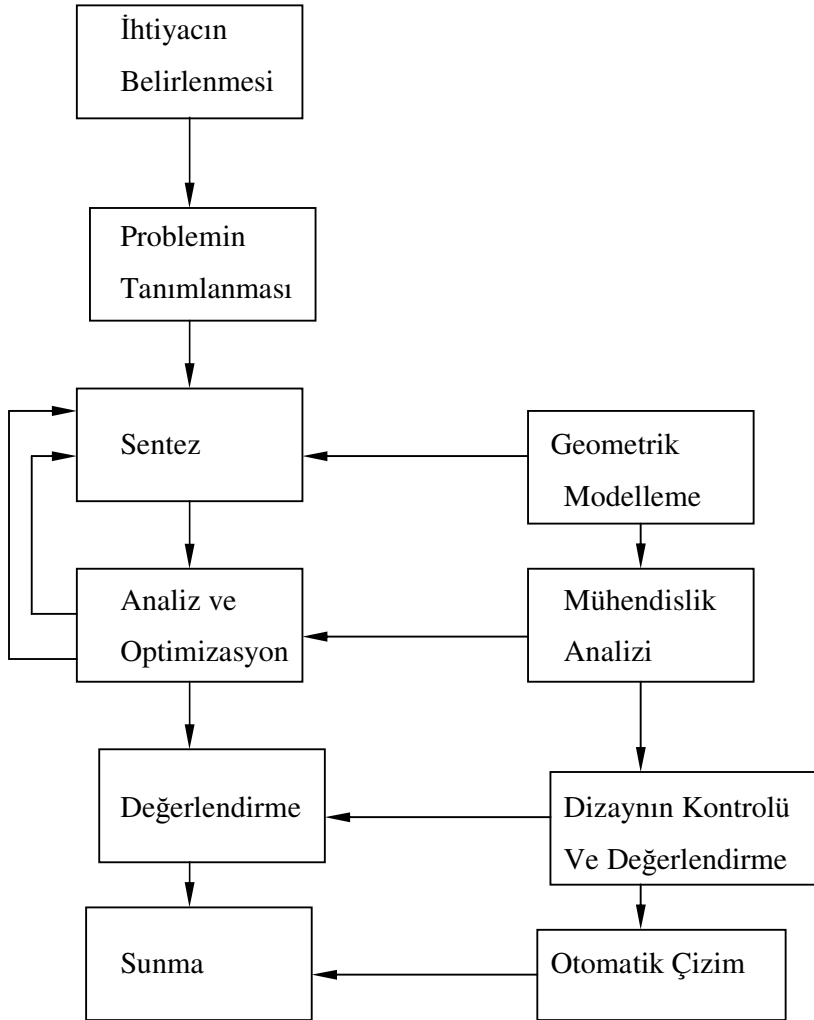 İhtiyacın
Belirlenmesi
Problemin
Tanımlanması
Sentez
Geometrik
Modelleme
Analiz ve
Optimizasyon
Mühendislik
Analizi
Değerlendirme
Dizaynın Kontrolü
Ve Değerlendirme
Sunma
Otomatik Çizim